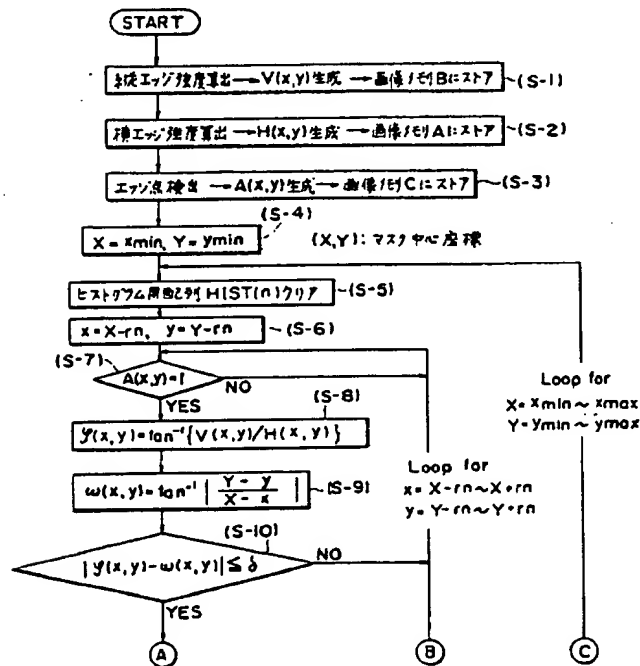 START
縦エッジ強度算出→V(x,y)生成→画像メモリBにストア (S-1)
横エッジ強度算出→H(x,y)生成→画像メモリAにストア (S-2)
エッジ点検出→A(x,y)生成→画像メモリCにストア (S-3)
(S-4)
X=xmin, Y=ymin
(X,Y):マスク中心座標
ヒストグラム用配列HIST(n)クリア (S-5)
x=X-rn, y=Y-rn (S-6)
(S-7)
A(x,y)=1
NO
YES
(S-8)
φ(x,y)=tan⁻¹{V(x,y)/H(x,y)}
ω(x,y)=tan⁻¹|(Y-y)/(X-x)| (S-9)
(S-10)
|φ(x,y)-ω(x,y)|≦δ
NO
YES
Loop for
x=X-rn~X+rn
y=Y-rn~Y+rn
Loop for
X=xmin~xmax
Y=ymin~ymax
A
B
C